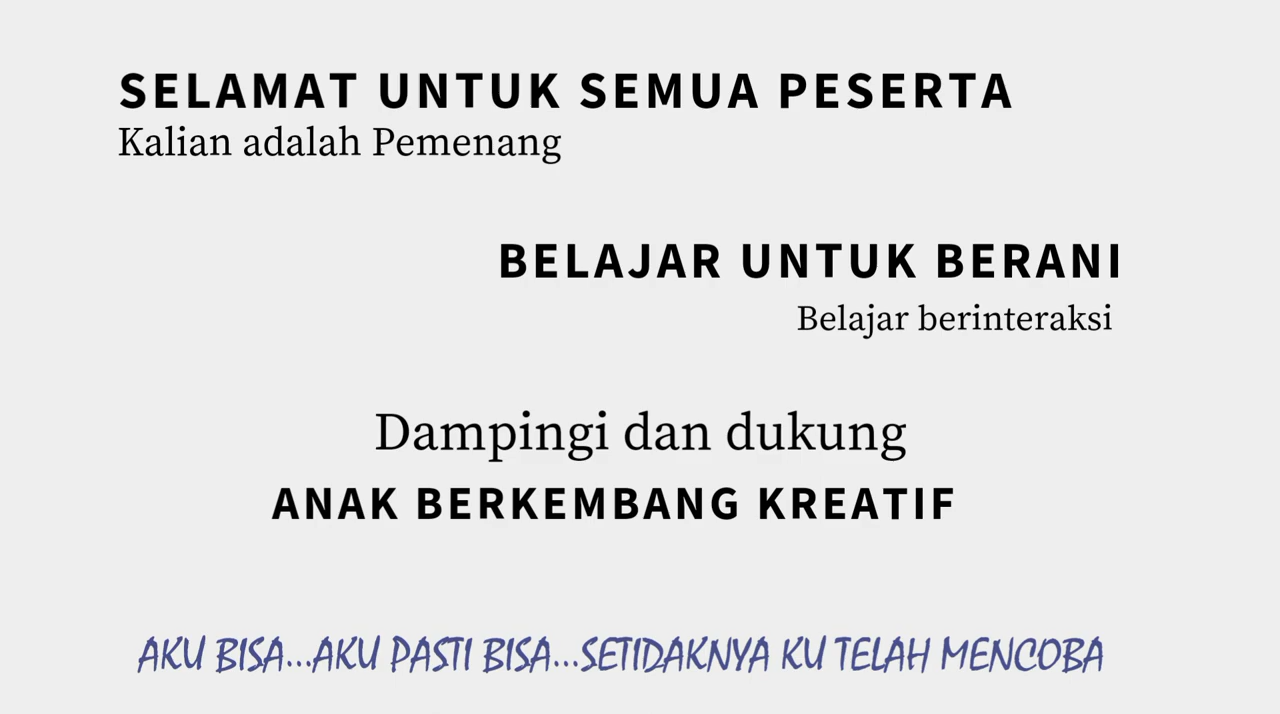 SELAMAT UNTUK SEMUA PESERTA
Kalian adalah Pemenang
BELAJAR UNTUK BERANI
Belajar berinteraksi
Dampingi dan dukung
ANAK BERKEMBANG KREATIF
AKU BISA...AKU PASTI BISA...SETIDAKNYA KU TELAH MENCOBA